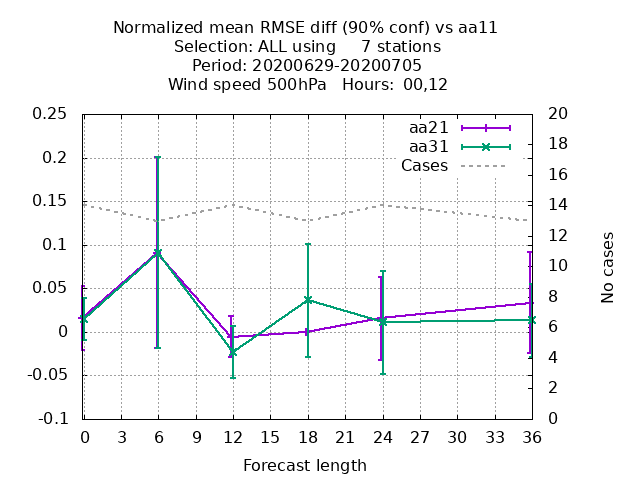 Normalized mean RMSE diff (90% conf) vs aa11
Selection: ALL using     7 stations
Period: 20200629-20200705
Wind speed 500hPa   Hours:  00,12
aa21
aa31
Cases
0.25
0.2
0.15
0.1
0.05
0
-0.05
-0.1
20
18
16
14
12
10
8
6
4
2
0
No cases
0 3 6 9 12 15 18 21 24 27 30 33 36
Forecast length